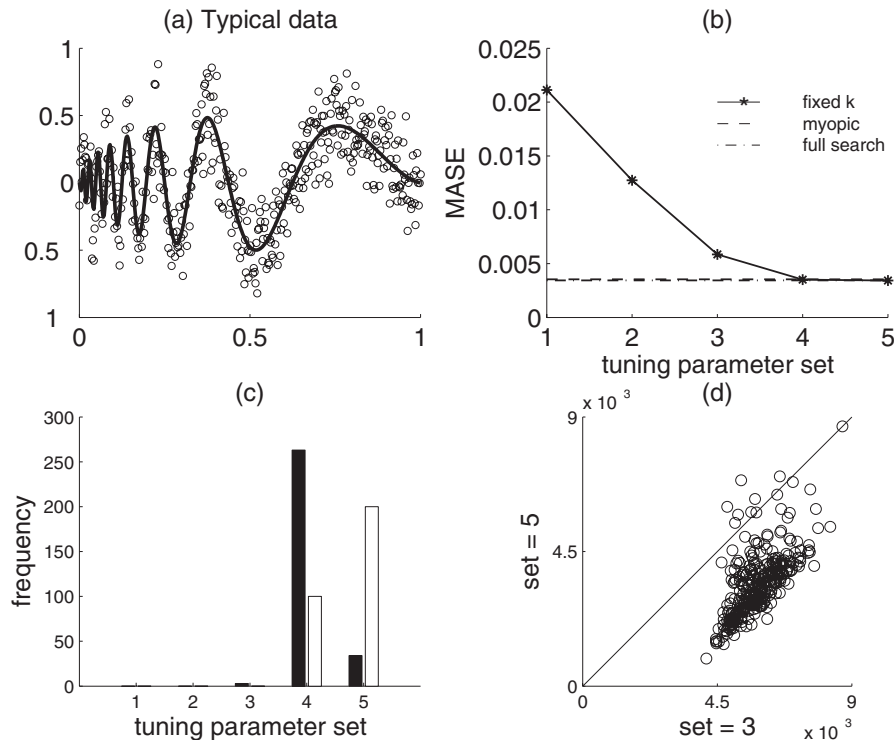 (a) Typical data
1
0.5
0
0.5
1
0 0.5 1
(b)
0.025
0.02
0.015
0.01
0.005
0
MASE
fixed k
myopic
full search
1 2 3 4 5
tuning parameter set
(c)
300
250
200
150
100
50
0
frequency
1 2 3 4 5
tuning parameter set
(d)
x 10 3
9
4.5
0
set = 5
0 4.5 9
set = 3
x 10 3